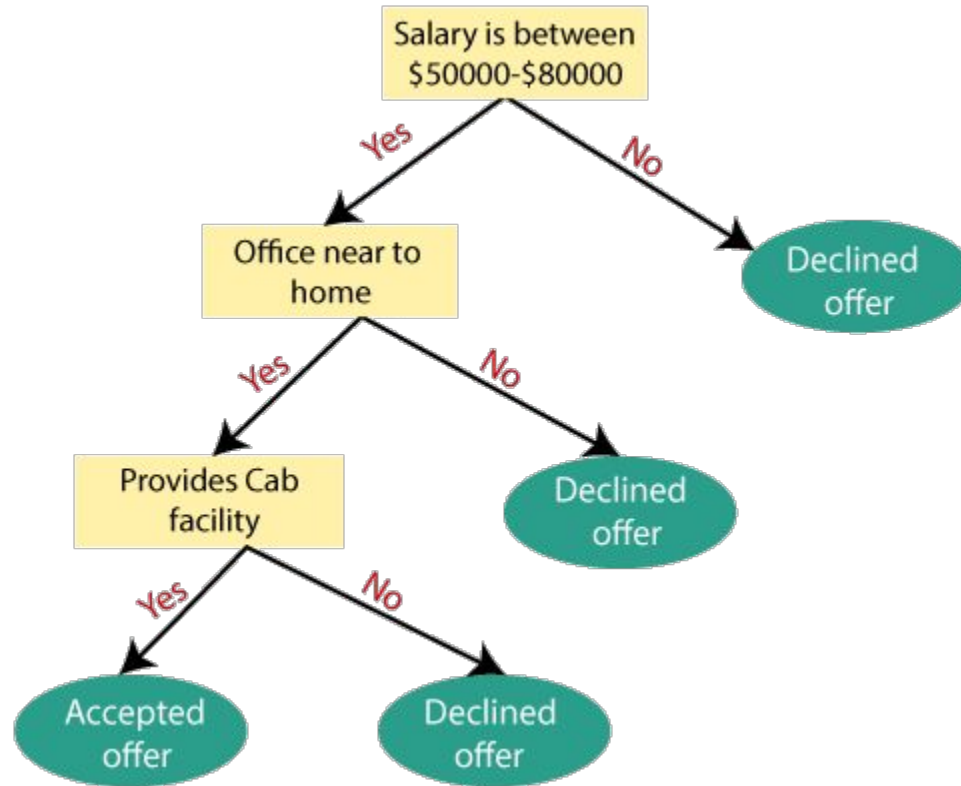 Salary is between
$50000-$80000
Yes
No
Office near to
home
Declined
offer
Yes
No
Provides Cab
facility
Declined
offer
Yes
No
Accepted
offer
Declined
offer